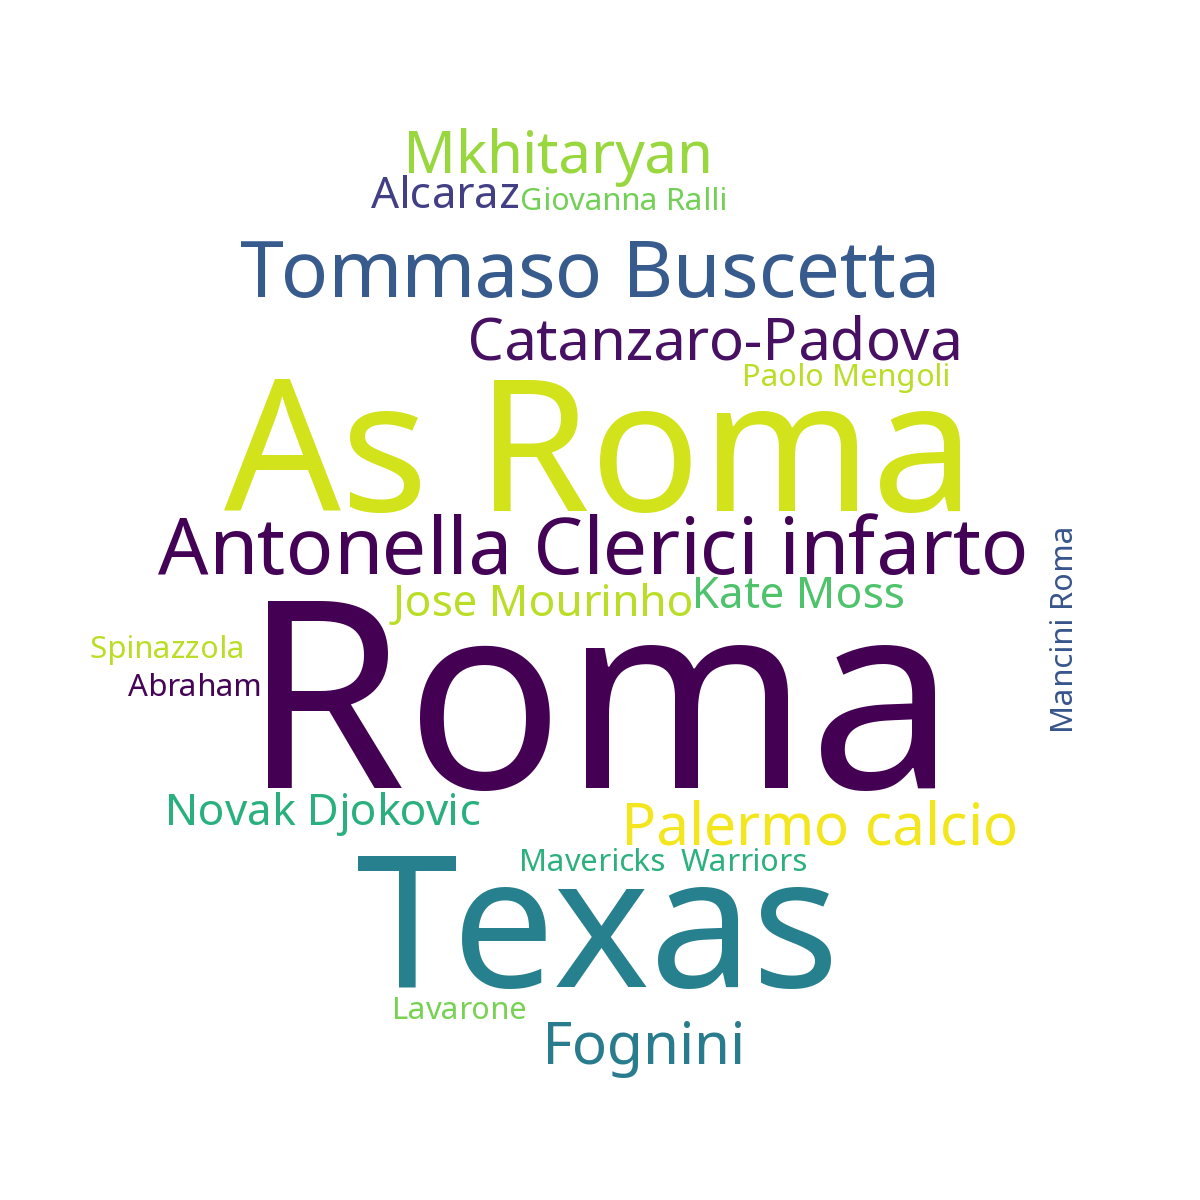 Mkhitaryan
Alcaraz
Giovanna Ralli
Tommaso Buscetta
Catanzaro-Padova
Paolo Mengoli
As Roma
Antonella Clerici infarto
Jose Mourinho
Kate Moss
Mancini Roma
Spinazzola
Abraham
Roma
Novak Djokovic
Palermo calcio
Mavericks Warriors
Texas
Lavarone
Fognini